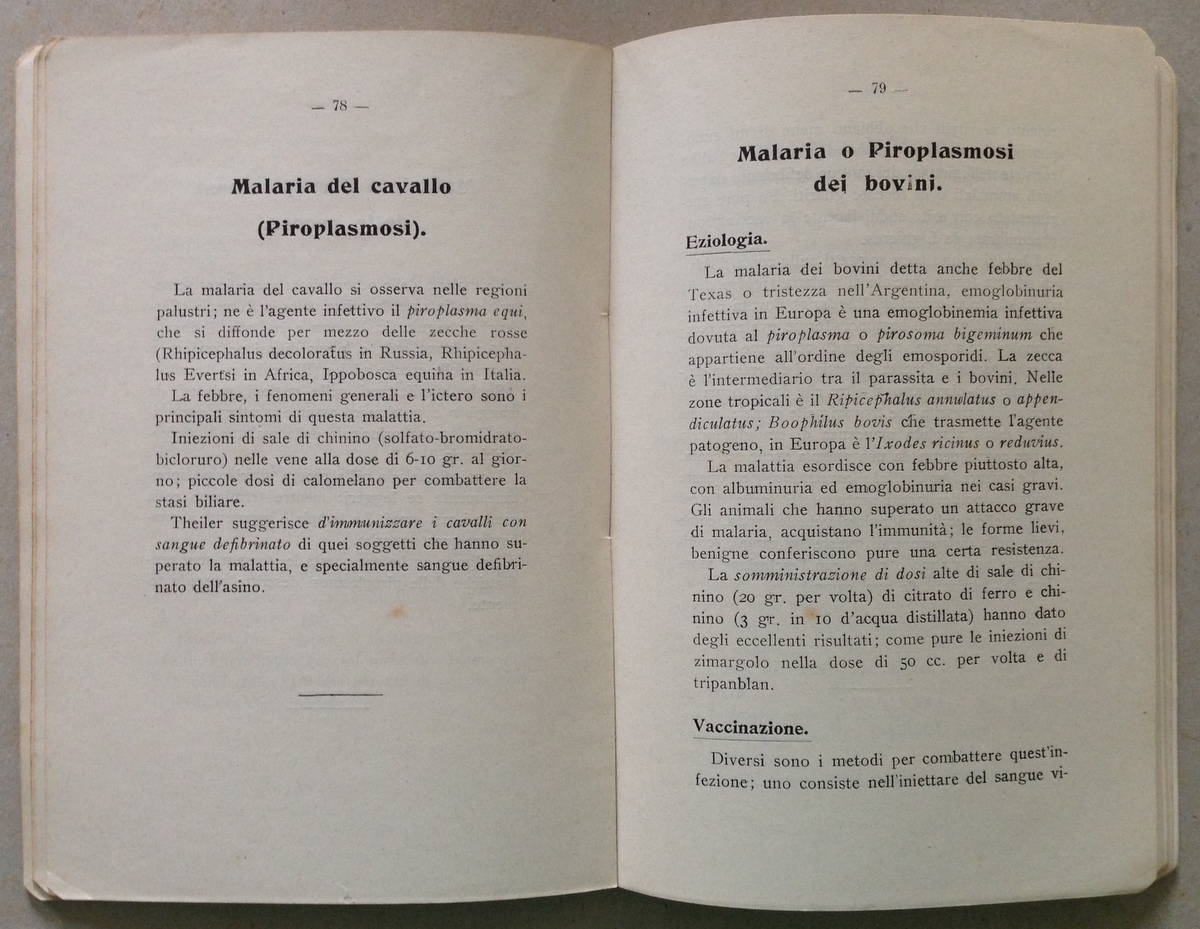 — 78 —
Malaria del cavallo
(Piroplasmosi).
La malaria del cavallo si osserva nelle regioni
palustri; ne è l'agente infettivo il piroplasma equi,
che si diffonde per mezzo delle zecche rosse
(Rhipicephalus decoloratus in Russia, Rhipicepha-
lus Evertsi in Africa, Ippobosca equina in Italia.
La febbre, i fenomeni generali e l'ictero sono i
principali sintomi di questa malattia.
Iniezioni di sale di chinino (solfato-bromidrato-
bicloruro) nelle vene alla dose di 6-10 gr. al gior-
no; piccole dosi di calomelano per combattere la
stasi biliare.
Theiler suggerisce d'immunizzare i cavalli con
sangue defibrinato di quei soggetti che hanno su-
perato la malattia, e specialmente sangue defibri-
nato dell'asino.
— 79 —
Malaria o Piroplasmosi
dei bovini.
Eziologia.
La malaria dei bovini detta anche febbre del
Texas o tristezza nell'Argentina, emoglobinuria
infettiva in Europa è una emoglobinemia infettiva
dovuta al piroplasma o pirosoma bigeminum che
appartiene all'ordine degli emosporidi. La zecca
è l'intermediario tra il parassita e i bovini. Nelle
zone tropicali è il Ripicephalus annulatus o appen-
diculatus; Boophilus bovis che trasmette l'agente
patogeno, in Europa è l'Ixodes ricinus o reduvius.
La malattia esordisce con febbre piuttosto alta,
con albuminuria ed emoglobinuria nei casi gravi.
Gli animali che hanno superato un attacco grave
di malaria, acquistano l'immunità; le forme lievi,
benigne conferiscono pure una certa resistenza.
La somministrazione di dosi alte di sale di chi-
nino (20 gr. per volta) di citrato di ferro e chi-
nino (3 gr. in 10 d'acqua distillata) hanno dato
degli eccellenti risultati; come pure le iniezioni di
zimargolo nella dose di 50 cc. per volta e di
tripanblan.
Vaccinazione.
Diversi sono i metodi per combattere quest'in-
fezione; uno consiste nell'iniettare del sangue vi-